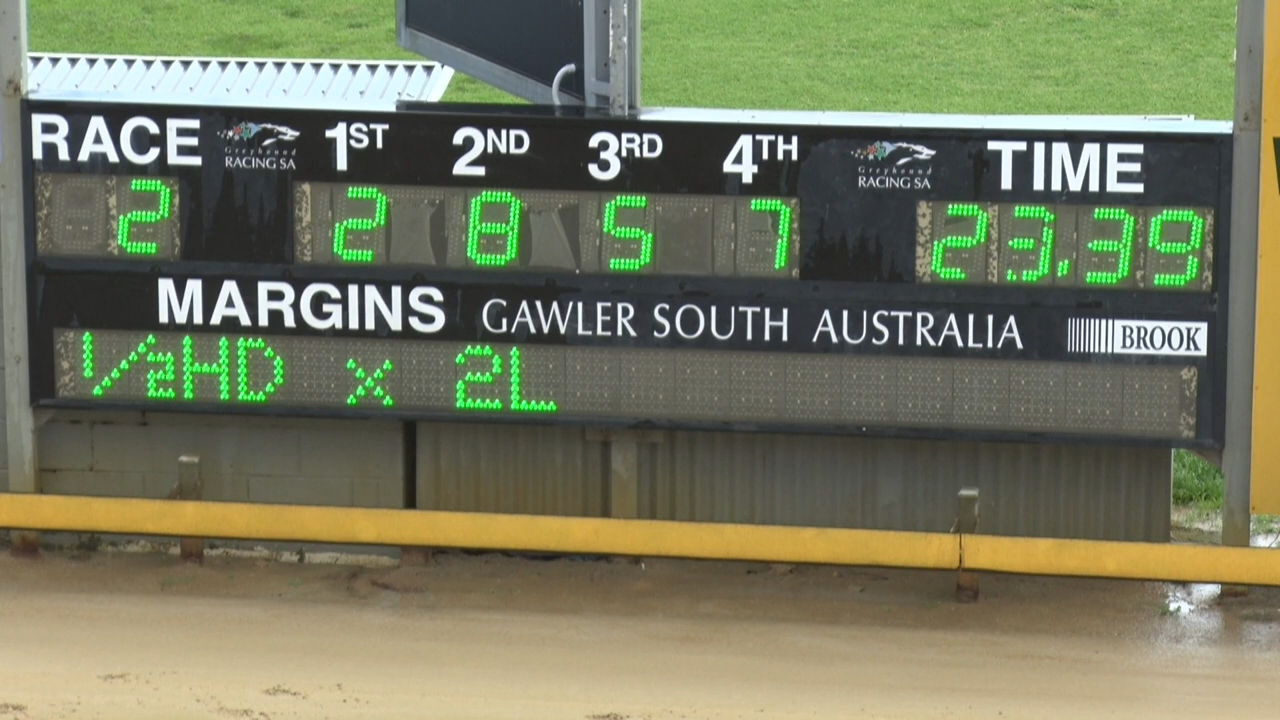 RACE Greyhound RACING SA 1ST 2ND 3RD 4TH Greyhound RACING SA TIME
2 2 8 5 7 23.39
MARGINS GAWLER SOUTH AUSTRALIA BROOK
1/2HD x 2L